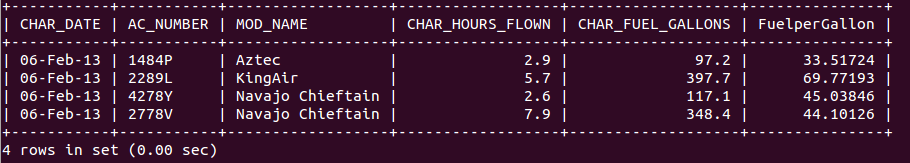 +-----------+-----------+------------------+------------------+-------------------+---------------+
| CHAR_DATE | AC_NUMBER | MOD_NAME         | CHAR_HOURS_FLOWN | CHAR_FUEL_GALLONS | FuelperGallon |
+-----------+-----------+------------------+------------------+-------------------+---------------+
| 06-Feb-13 | 1484P     | Aztec            |              2.9 |              97.2 |      33.51724 |
| 06-Feb-13 | 2289L     | KingAir          |              5.7 |             397.7 |      69.77193 |
| 06-Feb-13 | 4278Y     | Navajo Chieftain |              2.6 |             117.1 |      45.03846 |
| 06-Feb-13 | 2778V     | Navajo Chieftain |              7.9 |             348.4 |      44.10126 |
+-----------+-----------+------------------+------------------+-------------------+---------------+
4 rows in set (0.00 sec)